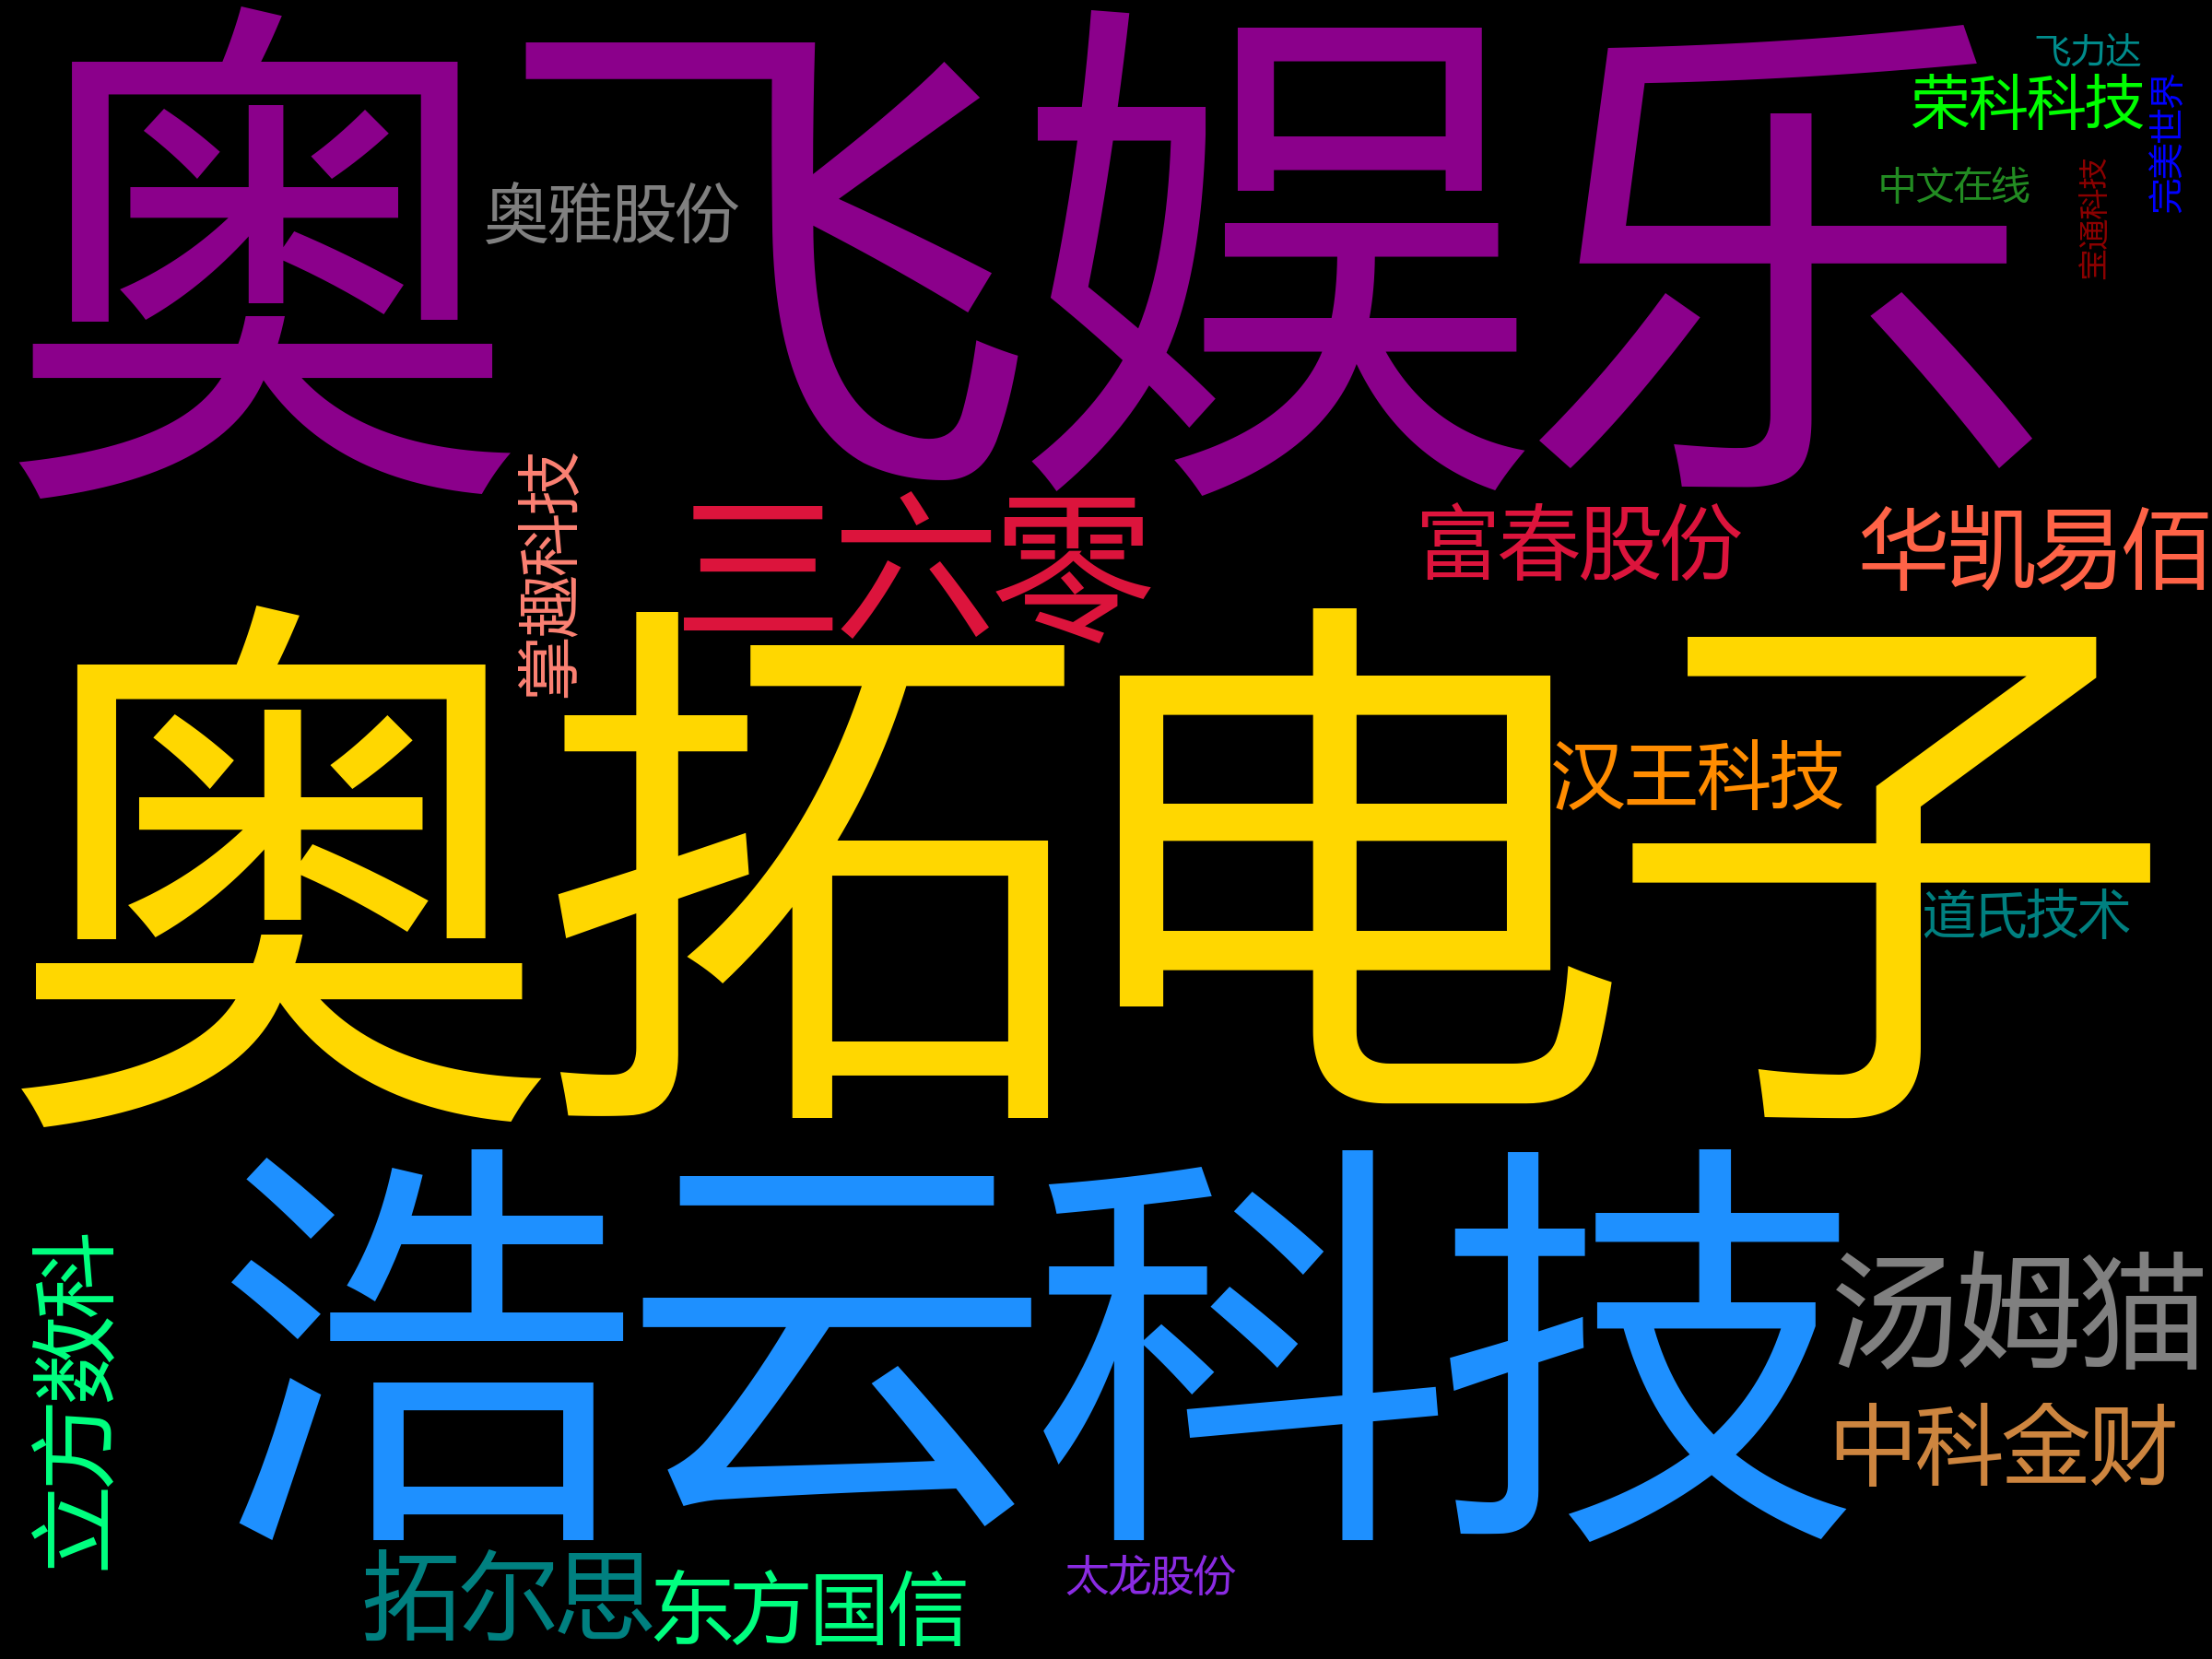 奥飞娱乐
飞力达
荣科科技
完美世界
中文在线
宝通科技
奥雅股份
掌趣科技
三六零
富春股份
华凯易佰
奥拓电子
汉王科技
道氏技术
浩云科技
立方数科
汤姆猫
中科金财
拓尔思
东方国信
太龙股份